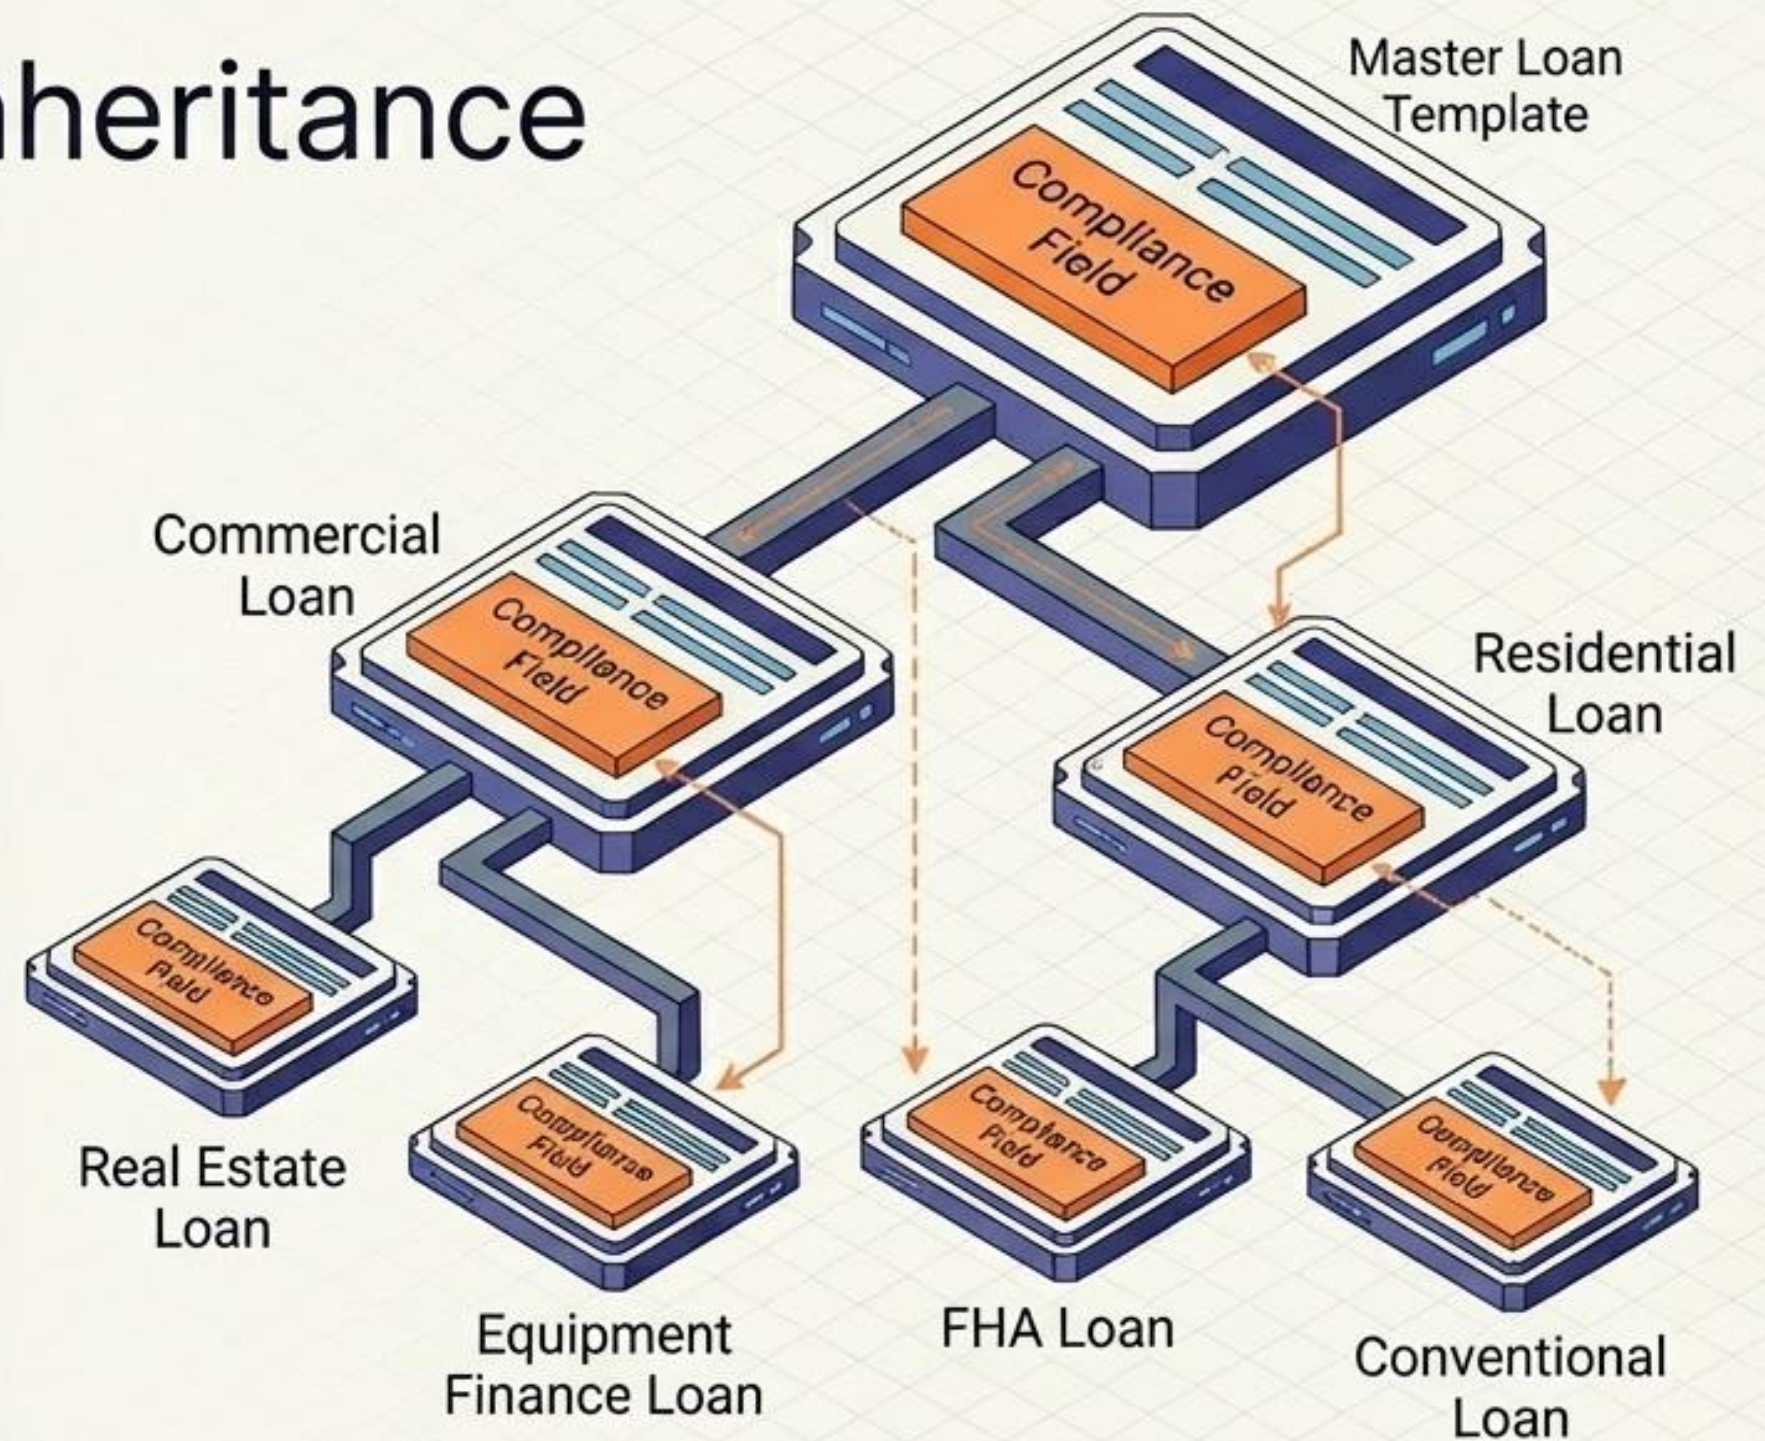 nheritance
Master Loan
Template
Compliance
Field
Commercial
Loan
Compliance
Field
Residential
Loan
Compliance
Field
Real Estate
Loan
Equipment
Finance Loan
FHA Loan
Conventional
Loan